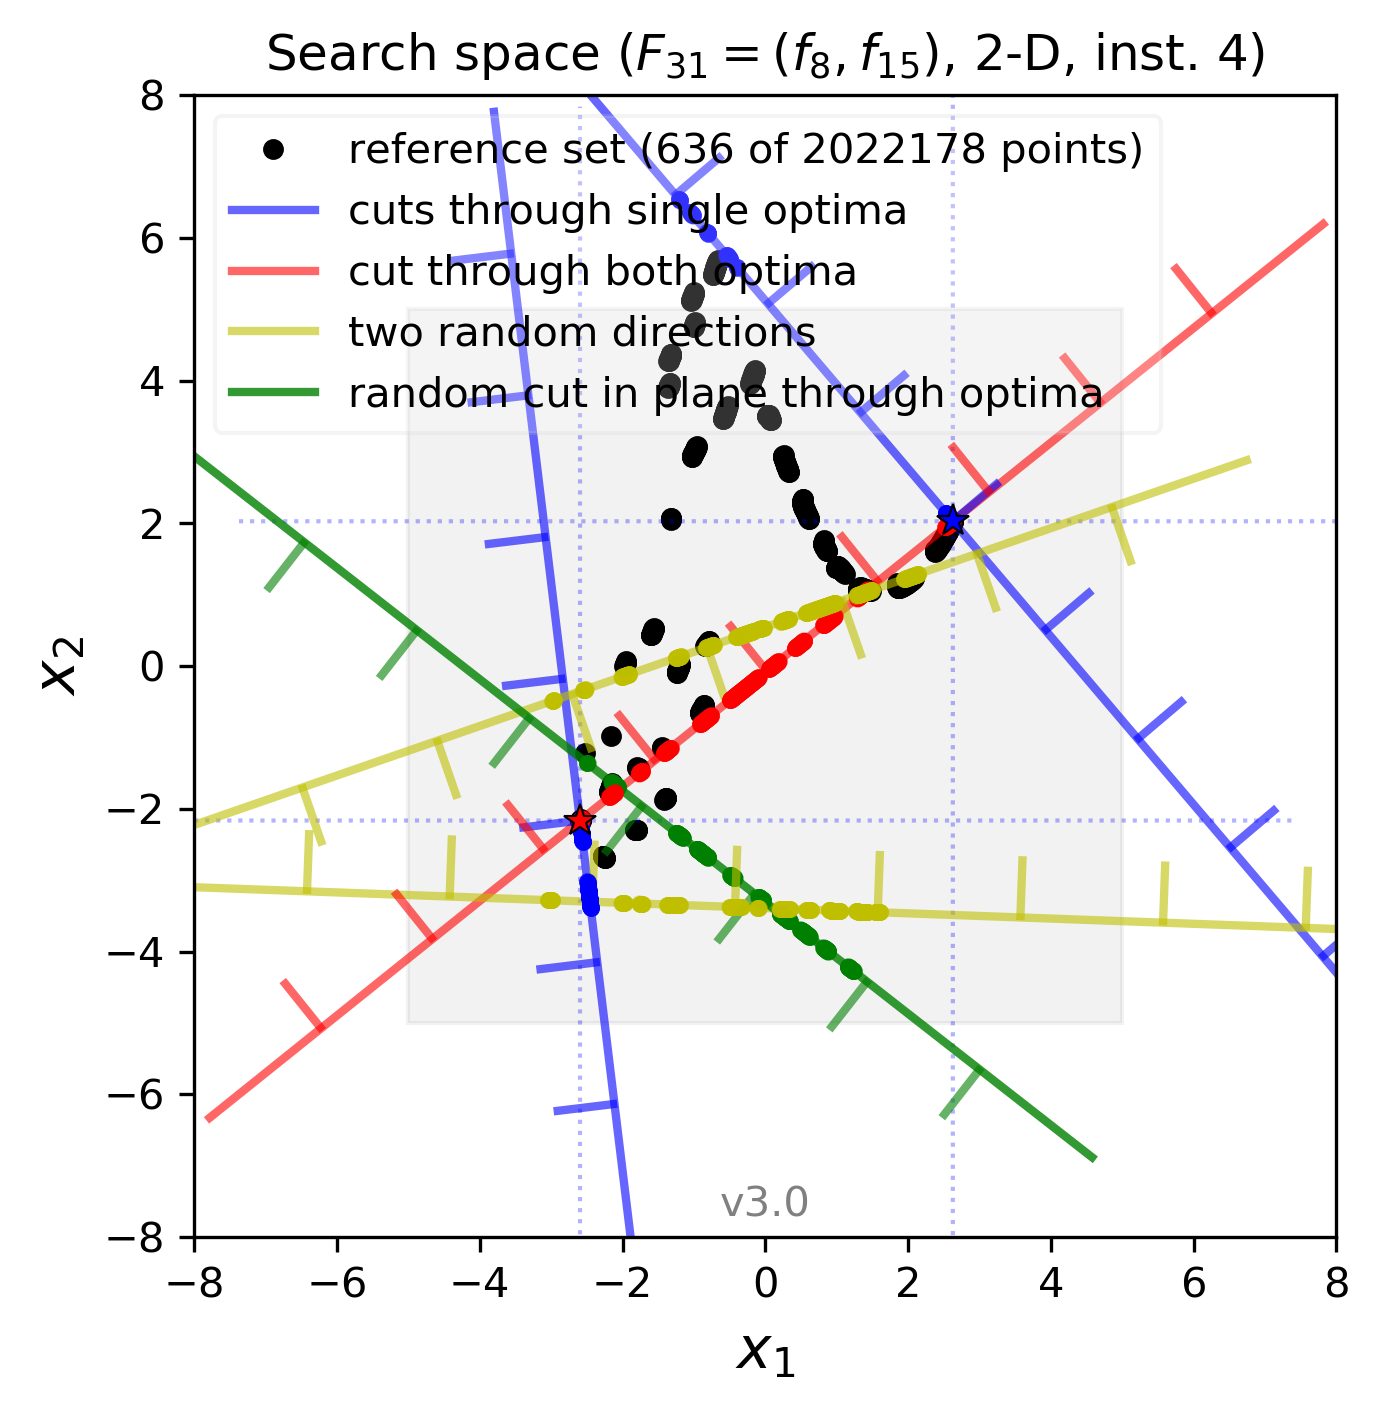 Search space (F₃₁ = (f₈, f₁₅), 2-D, inst. 4)
reference set (636 of 2022178 points)
cuts through single optima
cut through both optima
two random directions
random cut in plane through optima
8
6
4
2
0
−2
−4
−6
−8
x₂
v3.0
−8 −6 −4 −2 0 2 4 6 8
x₁